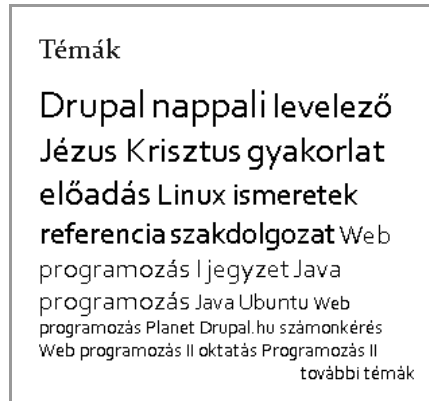 Témák
Drupal nappali levelező
Jézus Krisztus gyakorlat
előadás Linux ismeretek
referencia szakdolgozat Web
programozás I jegyzet Java
programozás Java Ubuntu Web
programozás Planet Drupal.hu számonkérés
Web programozás II oktatás Programozás II
további témák